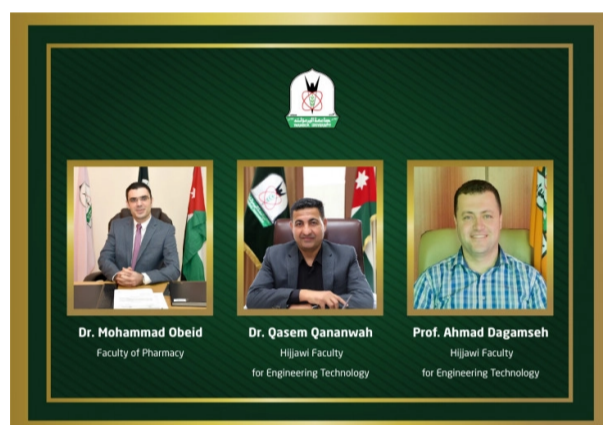 Dr. Mohammad Obeid
Faculty of Pharmacy
Dr. Qasem Qananwah
Hijjawi Faculty
for Engineering Technology
Prof. Ahmad Dagamseh
Hijjawi Faculty
for Engineering Technology